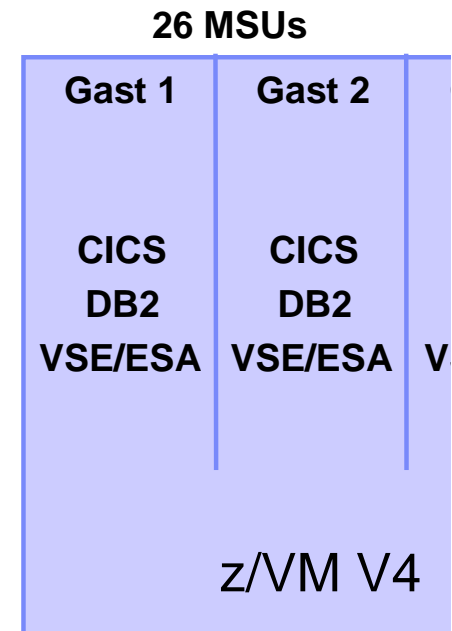 26 MSUs
Gast 1 Gast 2
CICS CICS
DB2 DB2
VSE/ESA VSE/ESA
z/VM V4